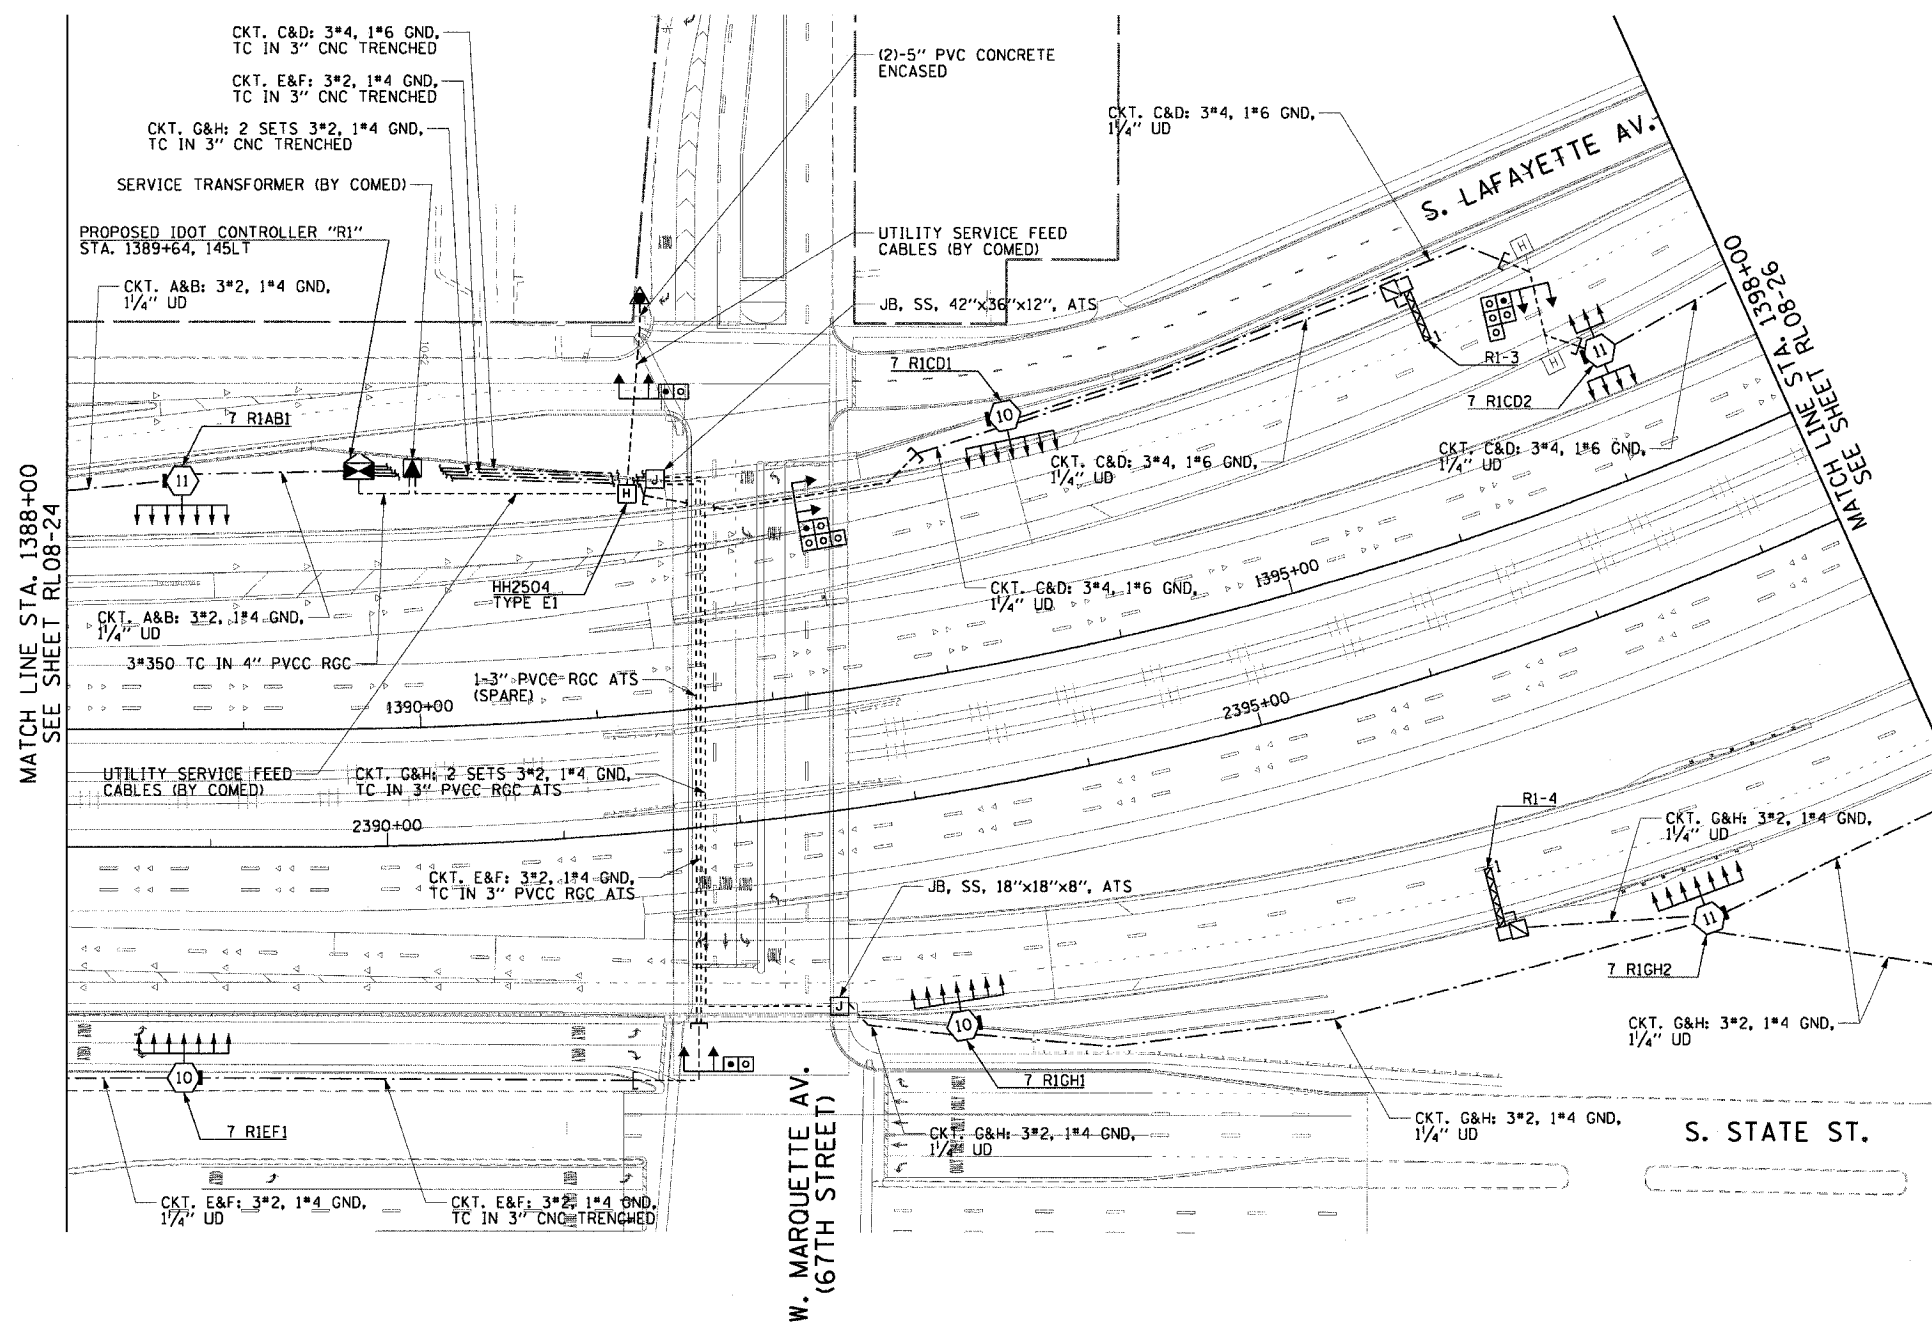 CKT. C&D: 3#4, 1#6 GND,
TC IN 3" CNC TRENCHED
CKT. E&F: 3#2, 1#4 GND,
TC IN 3" CNC TRENCHED
CKT. G&H: 2 SETS 3#2, 1#4 GND,
TC IN 3" CNC TRENCHED
SERVICE TRANSFORMER (BY COMED)
PROPOSED IDOT CONTROLLER "R1"
STA. 1389+64, 145LT
CKT. A&B: 3#2, 1#4 GND,
1¼" UD
7 R1AB1
11
(2)-5" PVC CONCRETE
ENCASED
UTILITY SERVICE FEED
CABLES (BY COMED)
JB, SS, 42"x36"x12", ATS
CKT. C&D: 3#4, 1#6 GND,
1¼" UD
S. LAFAYETTE AV.
7 R1CD1
10
R1-3
11
7 R1CD2
H
H
CKT. C&D: 3#4, 1#6 GND,
1¼" UD
CKT. C&D: 3#4, 1#6 GND,
1¼" UD
MATCH LINE STA. 1398+00
SEE SHEET RL08-26
MATCH LINE STA. 1388+00
SEE SHEET RL08-24
J
H
HH2504
TYPE E1
CKT. C&D: 3#4, 1#6 GND,
1¼" UD
1395+00
CKT. A&B: 3#2, 1#4 GND,
1¼" UD
3#350 TC IN 4" PVCC RGC
1-3" PVCC RGC ATS
(SPARE)
1390+00
2395+00
UTILITY SERVICE FEED
CABLES (BY COMED)
CKT. G&H: 2 SETS 3#2, 1#4 GND,
TC IN 3" PVCC RGC ATS
2390+00
R1-4
CKT. G&H: 3#2, 1#4 GND,
1¼" UD
CKT. E&F: 3#2, 1#4 GND,
TC IN 3" PVCC RGC ATS
JB, SS, 18"x18"x8", ATS
11
7 R1GH2
J
10
7 R1GH1
CKT. G&H: 3#2, 1#4 GND,
1¼" UD
10
7 R1EF1
CKT. G&H: 3#2, 1#4 GND,
1¼" UD
CKT. G&H: 3#2, 1#4 GND,
1¼" UD
S. STATE ST.
CKT. E&F: 3#2, 1#4 GND,
1¼" UD
CKT. E&F: 3#2, 1#4 GND,
TC IN 3" CNC TRENCHED
W. MARQUETTE AV.
(67TH STREET)